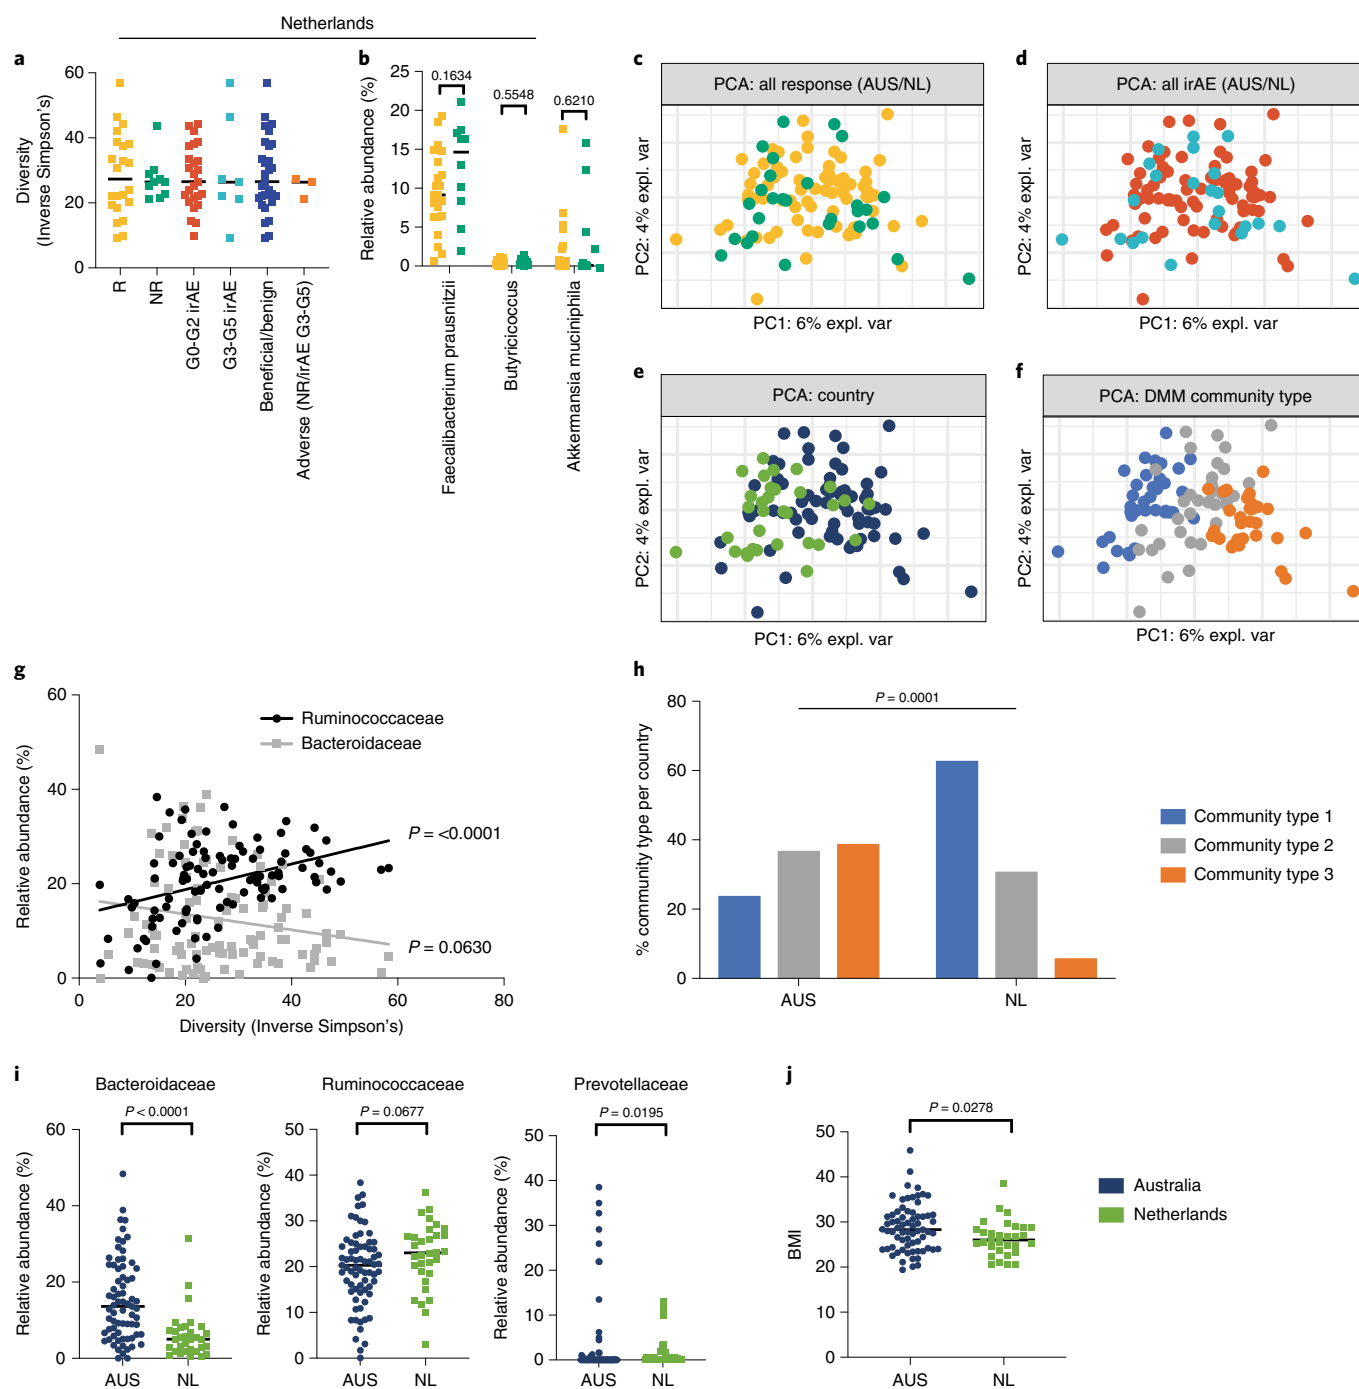 Netherlands
a
Diversity
(Inverse Simpson's)
60
40
20
0
R
NR
G0-G2 irAE
G3-G5 irAE
Beneficial/benign
Adverse (NR/irAE G3-G5)
b
Relative abundance (%)
25
20
15
10
5
0
0.1634
0.5548
0.6210
Faecalibacterium prausnitzii
Butyricicoccus
Akkermansia muciniphila
c
PCA: all response (AUS/NL)
PC2: 4% expl. var
PC1: 6% expl. var
d
PCA: all irAE (AUS/NL)
PC2: 4% expl. var
PC1: 6% expl. var
e
PCA: country
PC2: 4% expl. var
PC1: 6% expl. var
f
PCA: DMM community type
PC2: 4% expl. var
PC1: 6% expl. var
g
Relative abundance (%)
60
40
20
0
Ruminococcaceae
Bacteroidaceae
P = <0.0001
P = 0.0630
0
20
40
60
80
Diversity (Inverse Simpson's)
h
% community type per country
80
60
40
20
0
P = 0.0001
AUS
NL
Community type 1
Community type 2
Community type 3
i
Bacteroidaceae
P < 0.0001
Relative abundance (%)
60
40
20
0
AUS
NL
Ruminococcaceae
P = 0.0677
Relative abundance (%)
50
40
30
20
10
0
AUS
NL
Prevotellaceae
P = 0.0195
Relative abundance (%)
50
40
30
20
10
0
AUS
NL
j
P = 0.0278
BMI
50
40
30
20
10
0
AUS
NL
Australia
Netherlands